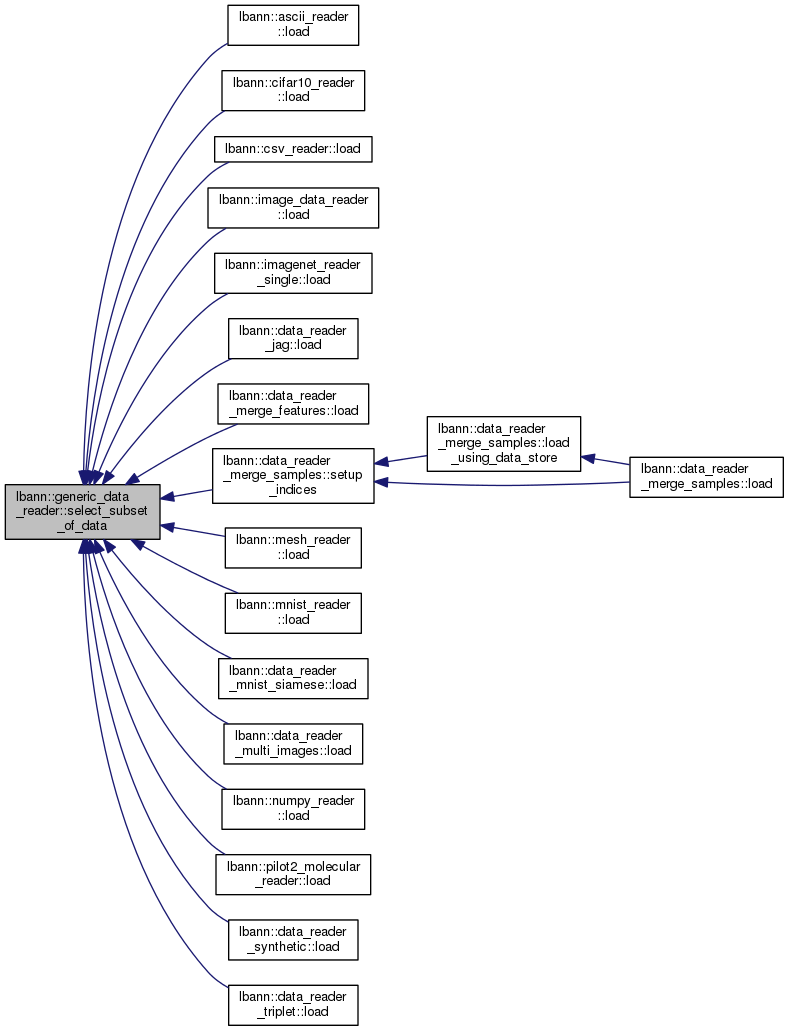 lbann::ascii_reader
::load
lbann::cifar10_reader
::load
lbann::csv_reader::load
lbann::image_data_reader
::load
lbann::imagenet_reader
_single::load
lbann::data_reader
_jag::load
lbann::data_reader
_merge_features::load
lbann::data_reader
_merge_samples::setup
_indices
lbann::data_reader
_merge_samples::load
_using_data_store
lbann::data_reader
_merge_samples::load
lbann::generic_data
_reader::select_subset
_of_data
lbann::mesh_reader
::load
lbann::mnist_reader
::load
lbann::data_reader
_mnist_siamese::load
lbann::data_reader
_multi_images::load
lbann::numpy_reader
::load
lbann::pilot2_molecular
_reader::load
lbann::data_reader
_synthetic::load
lbann::data_reader
_triplet::load